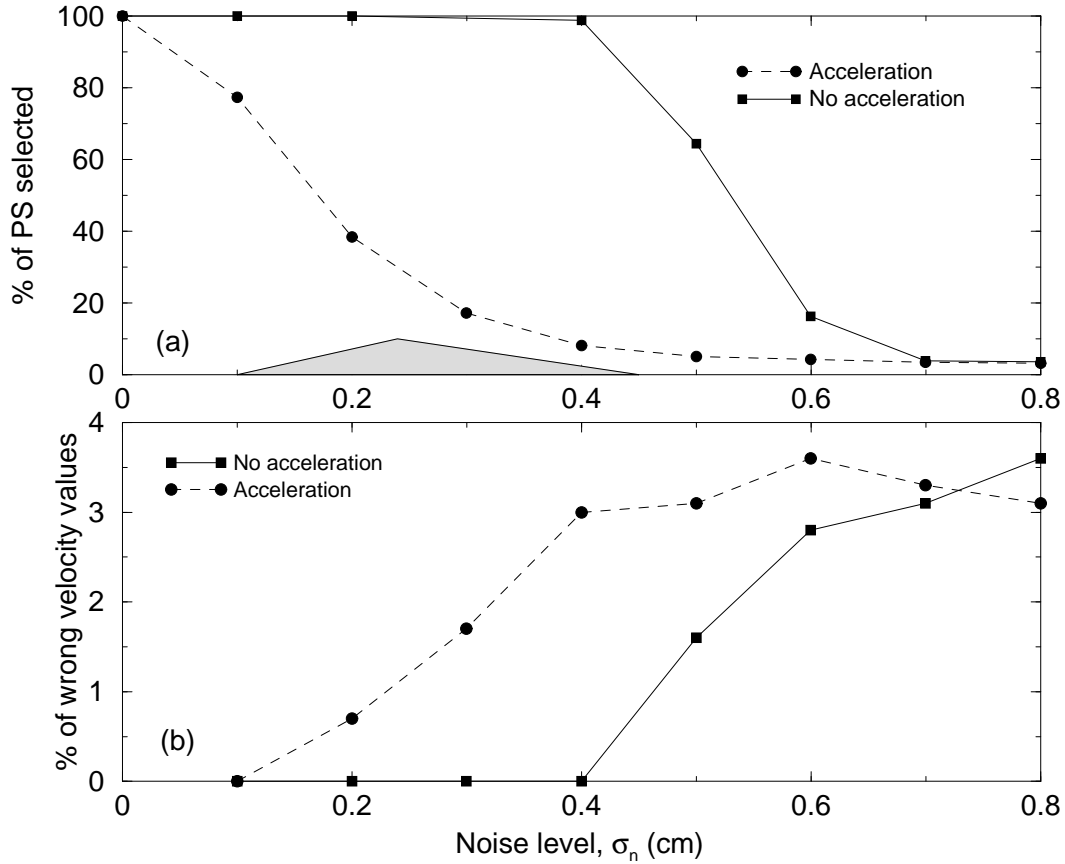 100
80
60
40
20
0
% of PS selected
Acceleration
No acceleration
(a)
0 0.2 0.4 0.6 0.8
4
3
2
1
0
% of wrong velocity values
No acceleration
Acceleration
(b)
0 0.2 0.4 0.6 0.8
Noise level, σn (cm)